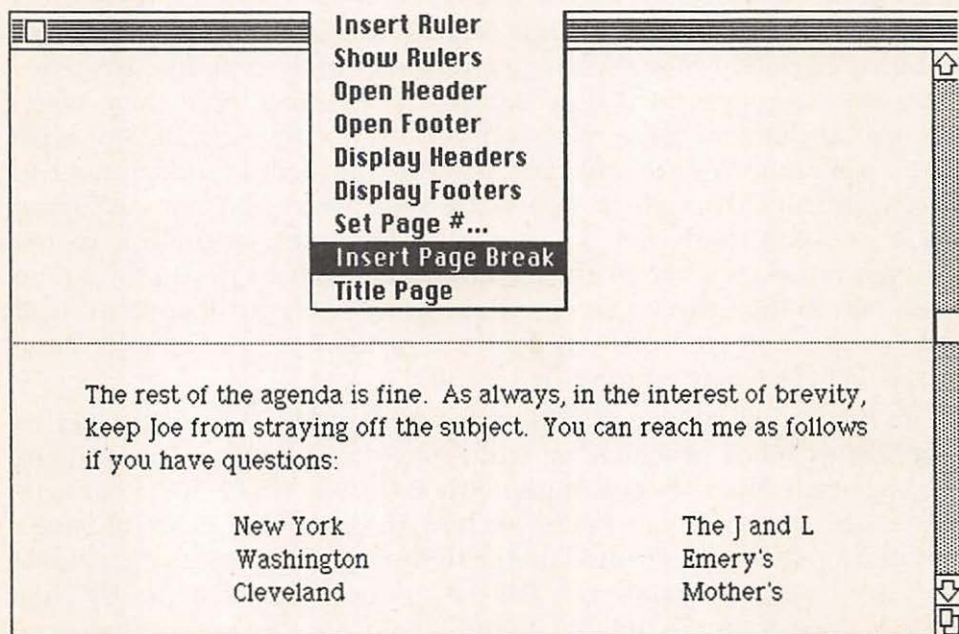 Insert Ruler
Show Rulers
Open Header
Open Footer
Display Headers
Display Footers
Set Page #...
Insert Page Break
Title Page
The rest of the agenda is fine. As always, in the interest of brevity,
keep Joe from straying off the subject. You can reach me as follows
if you have questions:
New York The J and L
Washington Emery's
Cleveland Mother's